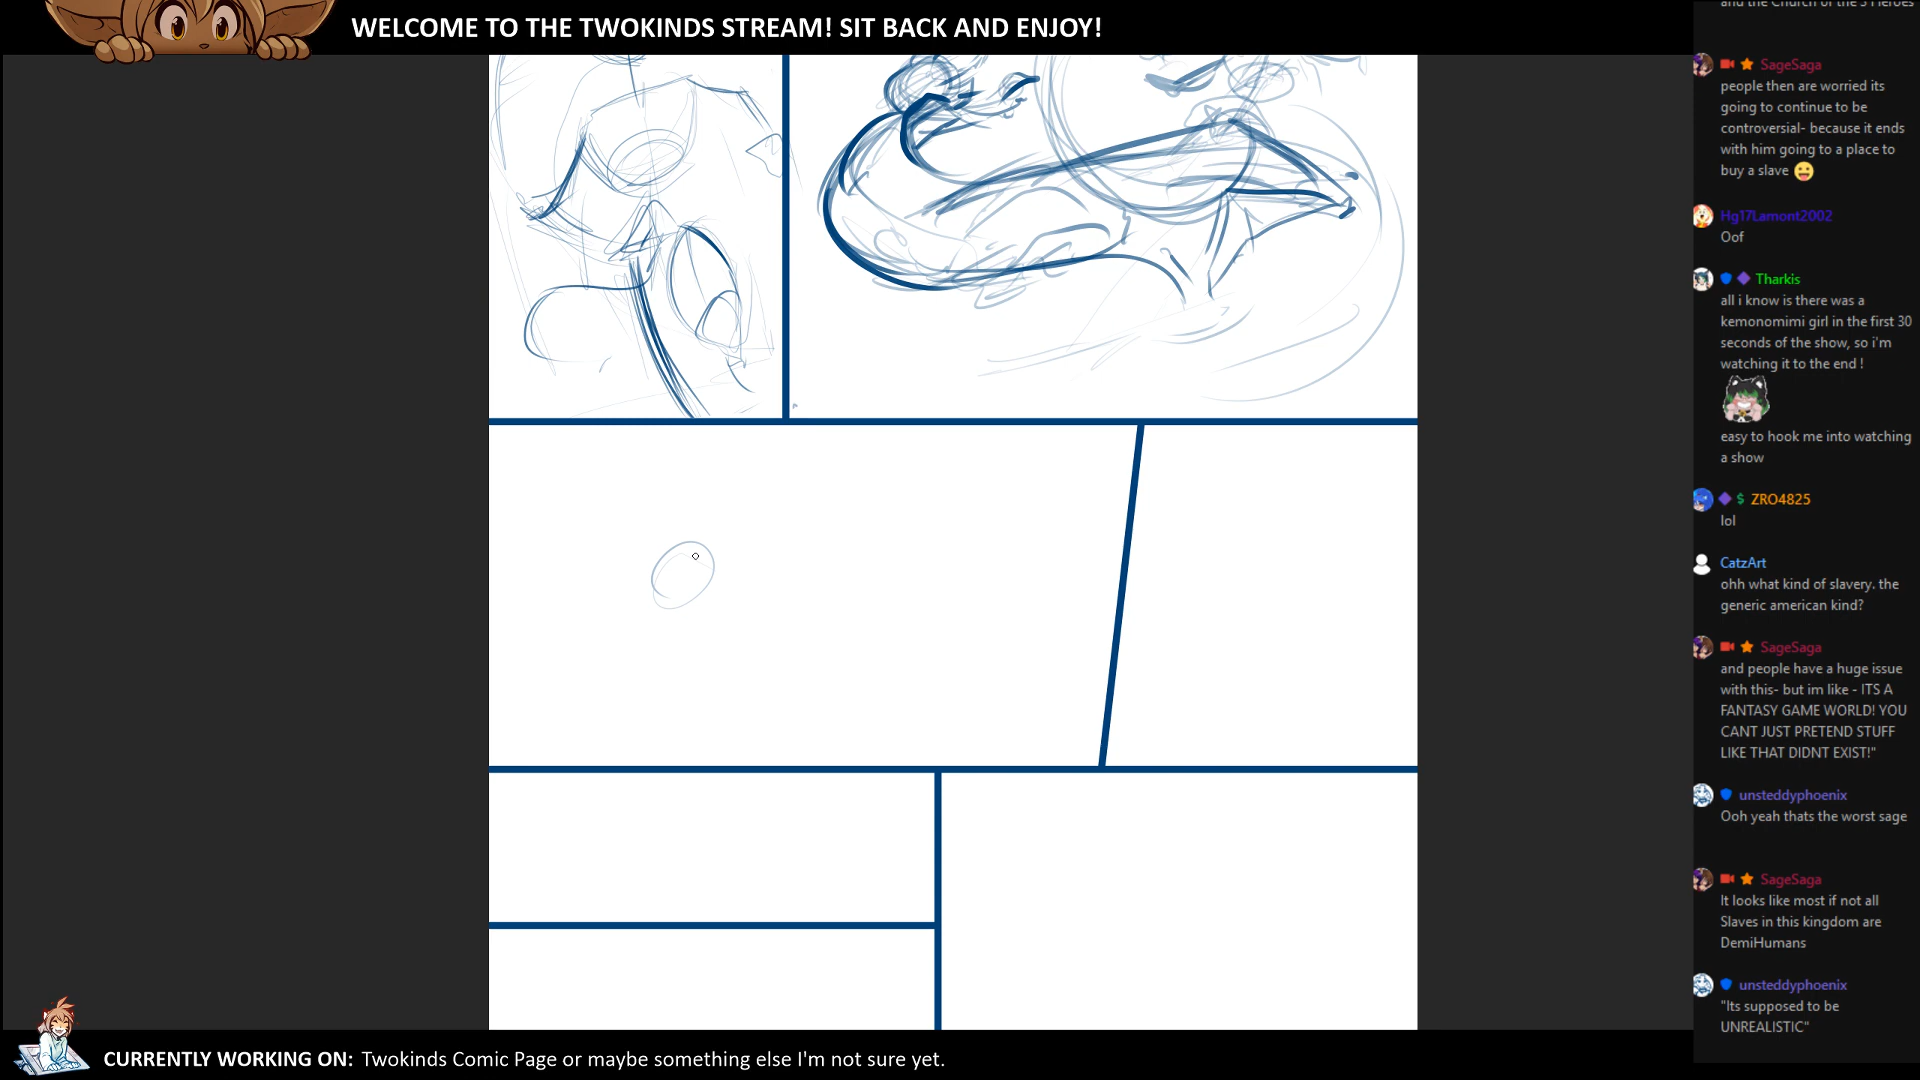 WELCOME TO THE TWOKINDS STREAM! SIT BACK AND ENJOY!
and the Church of the 3 Heroes
SageSaga
people then are worried its
going to continue to be
controversial- because it ends
with him going to a place to
buy a slave
Hg17Lamont2002
Oof
Tharkis
all i know is there was a
kemonomimi girl in the first 30
seconds of the show, so i'm
watching it to the end !
easy to hook me into watching
a show
$ ZRO4825
lol
CatzArt
ohh what kind of slavery. the
generic american kind?
SageSaga
and people have a huge issue
with this- but im like - ITS A
FANTASY GAME WORLD! YOU
CANT JUST PRETEND STUFF
LIKE THAT DIDNT EXIST!"
unsteddyphoenix
Ooh yeah thats the worst sage
SageSaga
It looks like most if not all
Slaves in this kingdom are
DemiHumans
unsteddyphoenix
"Its supposed to be
UNREALISTIC"
CURRENTLY WORKING ON: Twokinds Comic Page or maybe something else I'm not sure yet.